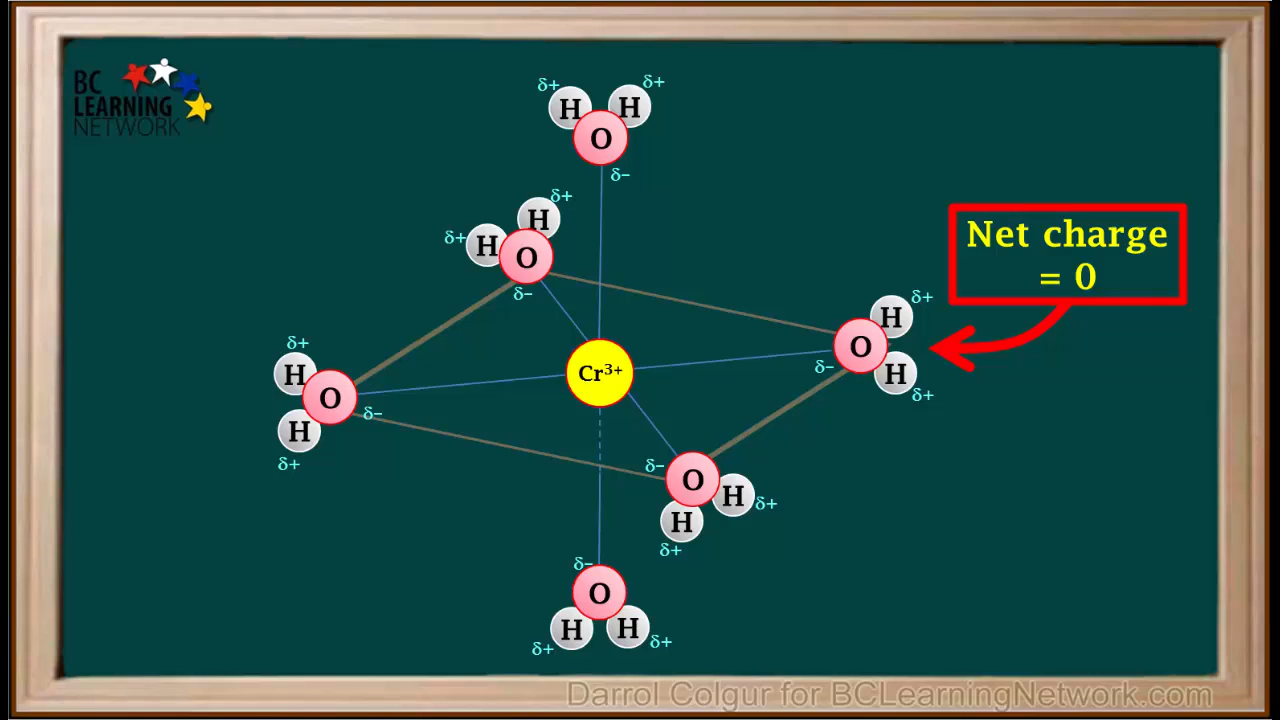 BC
LEARNING
NETWORK
δ+ δ+
H H
O
δ−
δ+
H
δ+ H
O
δ−
Net charge
= 0
δ+
H
O
δ−
H
δ+
δ+
H
O
δ−
H
δ+
Cr³⁺
δ−
O
H δ+
H
δ+
δ−
O
H H
δ+ δ+
Darrol Colgur for BCLearningNetwork.com